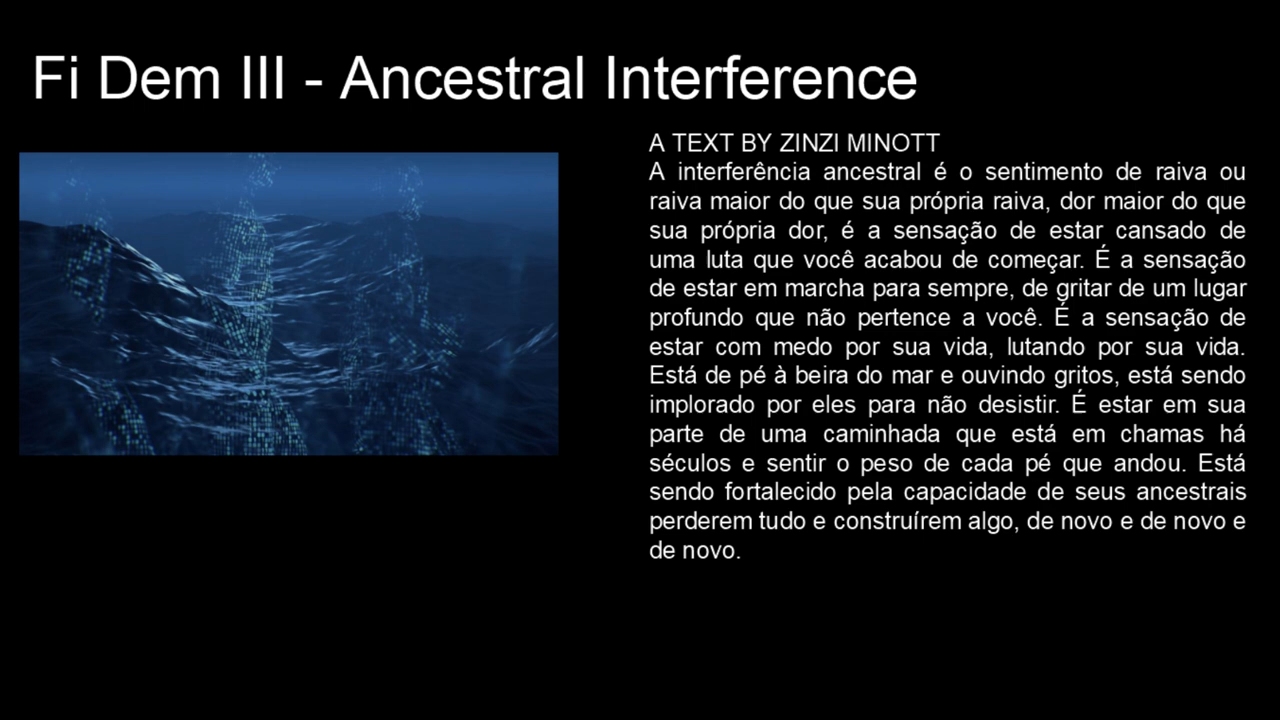 Fi Dem III - Ancestral Interference
A TEXT BY ZINZI MINOTT
A interferência ancestral é o sentimento de raiva ou
raiva maior do que sua própria raiva, dor maior do que
sua própria dor, é a sensação de estar cansado de
uma luta que você acabou de começar. É a sensação
de estar em marcha para sempre, de gritar de um lugar
profundo que não pertence a você. É a sensação de
estar com medo por sua vida, lutando por sua vida.
Está de pé à beira do mar e ouvindo gritos, está sendo
implorado por eles para não desistir. É estar em sua
parte de uma caminhada que está em chamas há
séculos e sentir o peso de cada pé que andou. Está
sendo fortalecido pela capacidade de seus ancestrais
perderem tudo e construírem algo, de novo e de novo e
de novo.